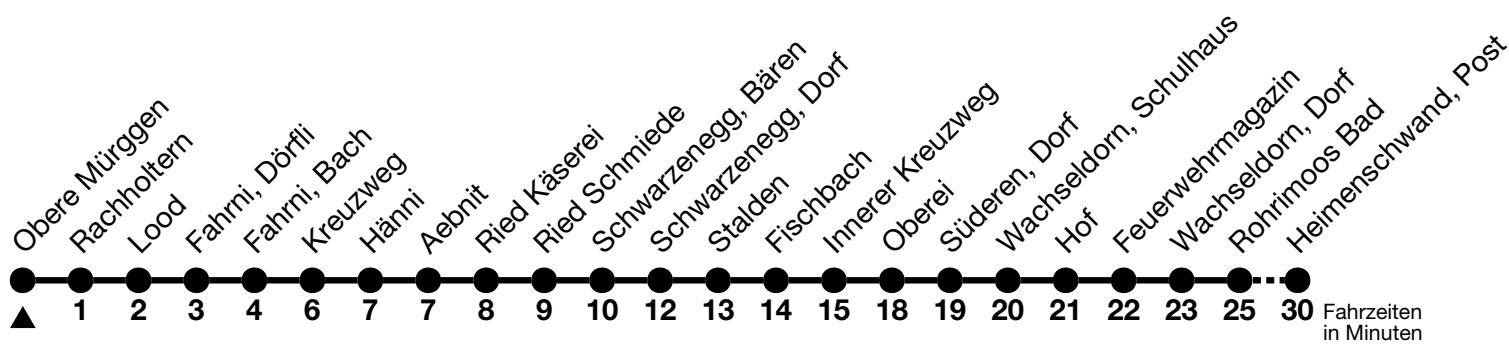 Obere Mürggen
Rachholtern
Lood
Fahrni, Dörfli
Fahrni, Bach
Kreuzweg
Hänni
Aebnit
Ried Käserei
Ried Schmiede
Schwarzenegg, Bären
Schwarzenegg, Dorf
Stalden
Fischbach
Innerer Kreuzweg
Oberei
Süderen, Dorf
Wachseldorn, Schulhaus
Hof
Feuerwehrmagazin
Wachseldorn, Dorf
Rohrimoos Bad
Heimenschwand, Post
1 2 3 4 6 7 7 8 9 10 12 13 14 15 18 19 20 21 22 23 25 30
Fahrzeiten
in Minuten